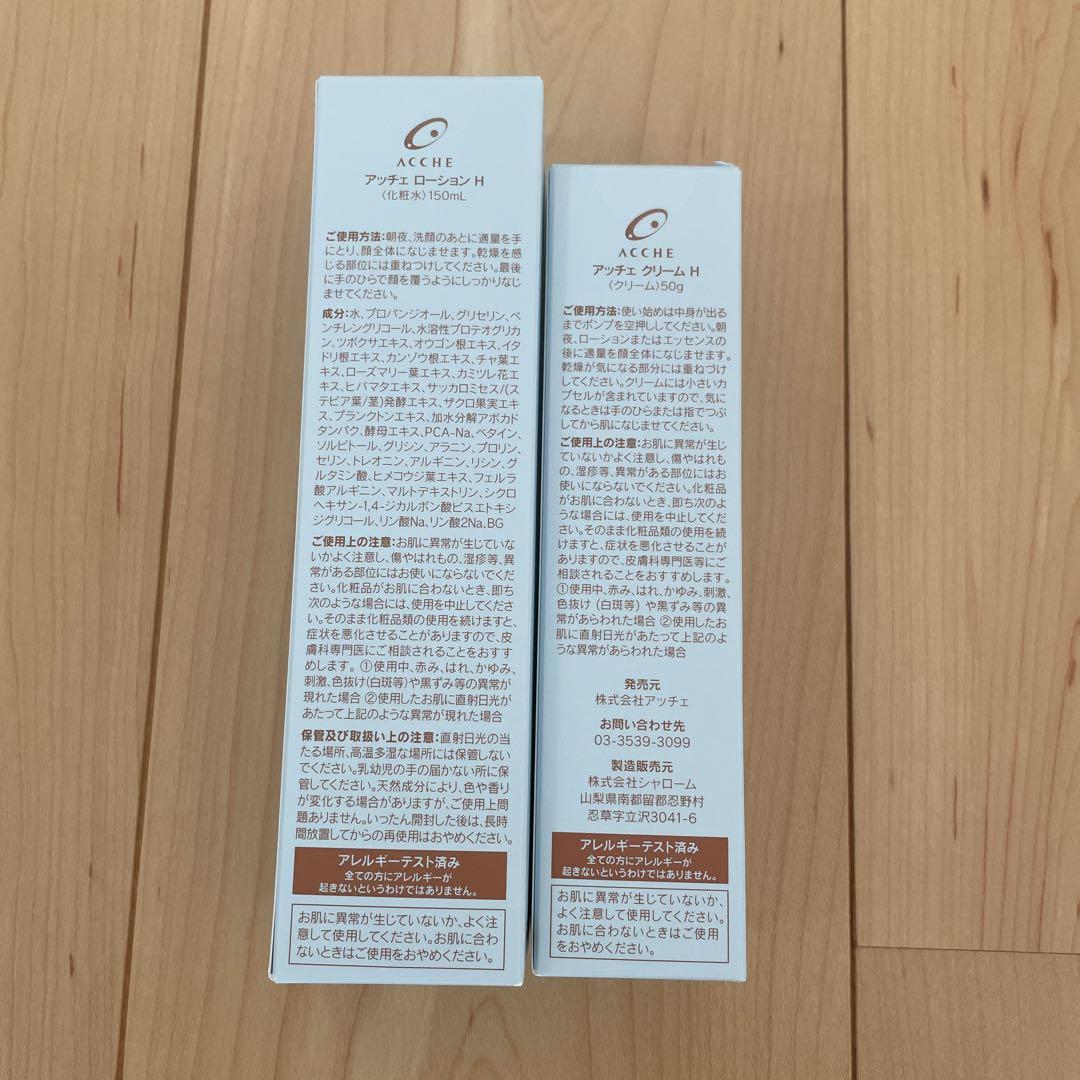 ACCHE
アッチェ ローション H
〈化粧水〉150mL
ご使用方法:朝夜、洗顔のあとに適量を手
にとり、顔全体になじませます。乾燥を感
じる部位には重ねつけしてください。最後
に手のひらで顔を覆うようにしっかりなじ
ませてください。
成分:水、プロパンジオール、グリセリン、ペ
ンチレングリコール、水溶性プロテオグリカ
ン、ツボクサエキス、オウゴン根エキス、イタ
ドリ根エキス、カンゾウ根エキス、チャ葉エ
キス、ローズマリー葉エキス、カミツレ花エ
キス、ヒバマタエキス、サッカロミセス/(ス
テビア葉/茎)発酵エキス、ザクロ果実エキ
ス、プランクトンエキス、加水分解アボカド
タンパク、酵母エキス、PCA-Na、ベタイン、
ソルビトール、グリシン、アラニン、プロリン、
セリン、トレオニン、アルギニン、リシン、グ
ルタミン酸、ヒメコウジ葉エキス、フェルラ
酸アルギニン、マルトデキストリン、シクロ
ヘキサン-1,4-ジカルボン酸ビスエトキシ
ジグリコール、リン酸Na、リン酸2Na、BG
ご使用上の注意:お肌に異常が生じていな
いかよく注意し、傷やはれもの、湿疹等、異
常がある部位にはお使いにならないでくだ
さい。化粧品がお肌に合わないとき、即ち
次のような場合には、使用を中止してくださ
い。そのまま化粧品類の使用を続けますと、
症状を悪化させることがありますので、皮
膚科専門医にご相談されることをおすす
めします。①使用中、赤み、はれ、かゆみ、
刺激、色抜け(白斑等)や黒ずみ等の異常が
現れた場合 ②使用したお肌に直射日光が
あたって上記のような異常が現れた場合
保管及び取扱い上の注意:直射日光の当
たる場所、高温多湿な場所には保管しない
でください。乳幼児の手の届かない所に保
管してください。天然成分により、色や香り
が変化する場合がありますが、ご使用上問
題ありません。いったん開封した後は、長時
間放置してからの再使用はおやめください。
アレルギーテスト済み
全ての方にアレルギーが
起きないというわけではありません。
お肌に異常が生じていないか、よく注
意して使用してください。お肌に合わ
ないときはご使用をおやめください。
ACCHE
アッチェ クリーム H
〈クリーム〉50g
ご使用方法:使い始めは中身が出る
までポンプを空押ししてください。朝
夜、ローションまたはエッセンスの
後に適量を顔全体になじませます。
乾燥が気になる部分には重ねづけ
してください。クリームには小さいカ
プセルが含まれていますので、気に
なるときは手のひらまたは指でつぶ
してから肌になじませてください。
ご使用上の注意:お肌に異常が生じ
ていないかよく注意し、傷やはれも
の、湿疹等、異常がある部位にはお
使いにならないでください。化粧品
がお肌に合わないとき、即ち次のよ
うな場合には、使用を中止してくだ
さい。そのまま化粧品類の使用を続
けますと、症状を悪化させることが
ありますので、皮膚科専門医等にご
相談されることをおすすめします。
①使用中、赤み、はれ、かゆみ、刺激、
色抜け (白斑等) や黒ずみ等の異
常があらわれた場合 ②使用したお
肌に直射日光があたって上記のよ
うな異常があらわれた場合
発売元
株式会社アッチェ
お問い合わせ先
03-3539-3099
製造販売元
株式会社シャローム
山梨県南都留郡忍野村
忍草字立沢3041-6
アレルギーテスト済み
全ての方にアレルギーが
起きないというわけではありません。
お肌に異常が生じていないか、
よく注意して使用してください。
お肌に合わないときはご使用
をおやめください。